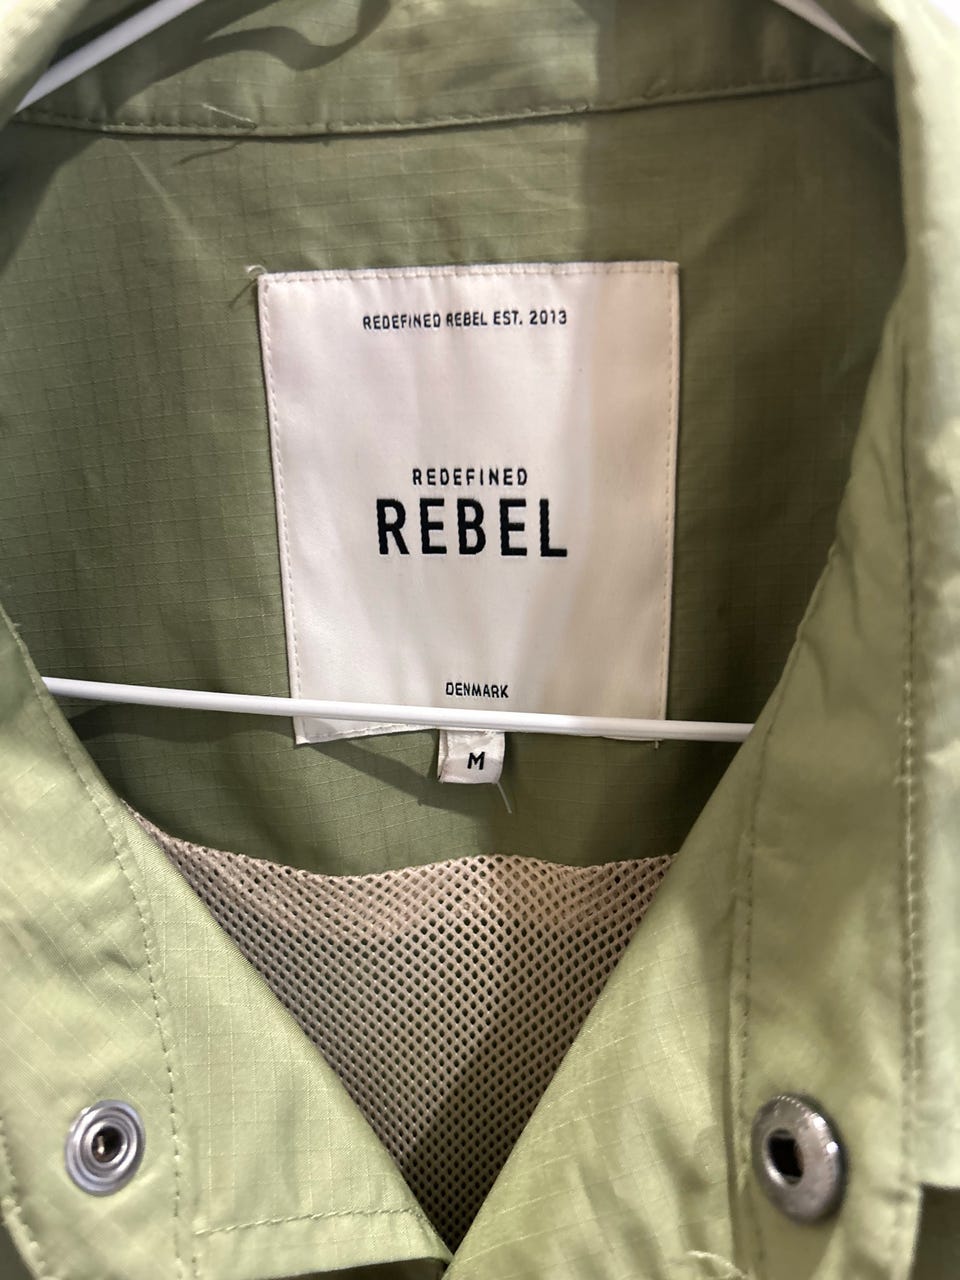 REDEFINED REBEL EST. 2013
REDEFINED
REBEL
DENMARK
M